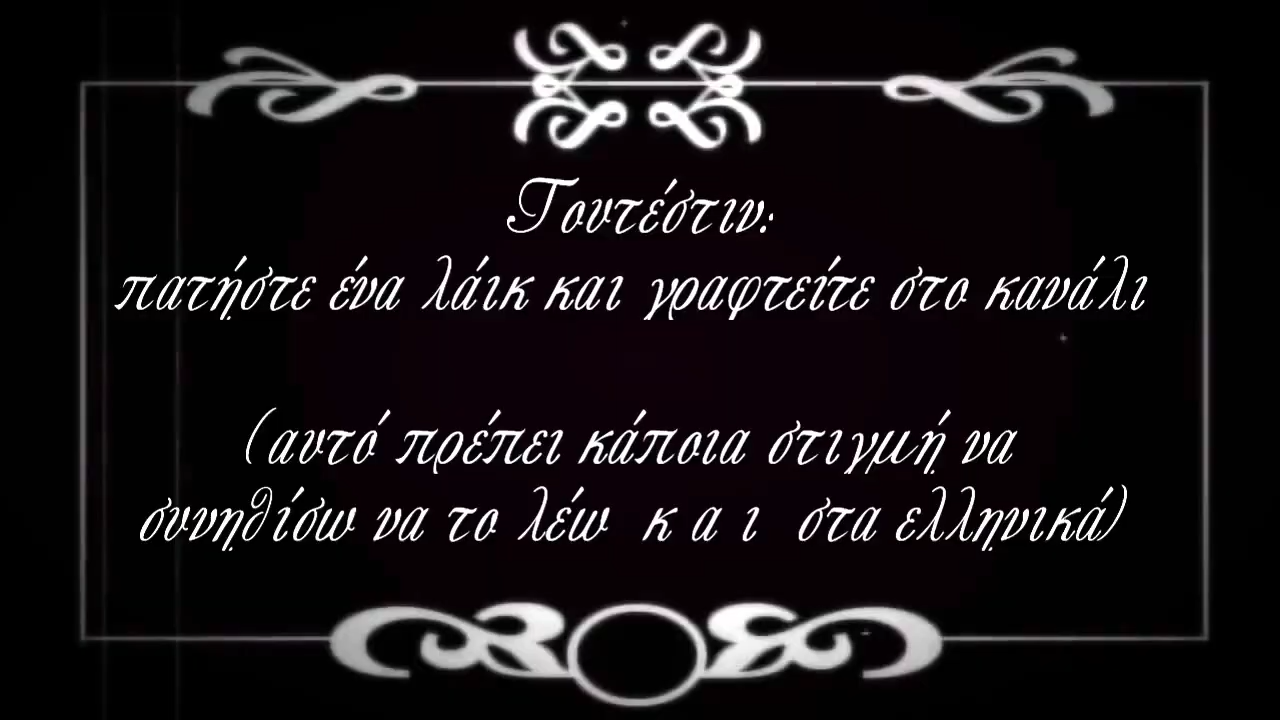 Τουτέστιν:
πατήστε ένα λάικ και γραφτείτε στο κανάλι
(αυτό πρέπει κάποια στιγμή να
συνηθίσω να το λέω κ α ι στα ελληνικά)